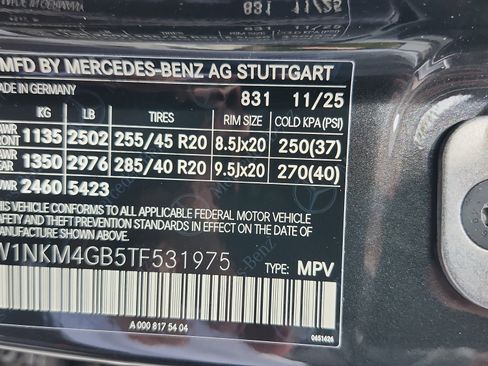 MFD BY MERCEDES-BENZ AG STUTTGART
MADE IN GERMANY 831 11/25
KG LB TIRES RIM SIZE COLD KPA (PSI)
FRONT 1135 2502 255/45 R20 8.5Jx20 250(37)
1350 2976 285/40 R20 9.5Jx20 270(40)
2460 5423
THIS VEHICLE CONFORMS TO ALL APPLICABLE FEDERAL MOTOR VEHICLE
SAFETY AND THEFT PREVENTION STANDARDS IN EFFECT ON THE DATE OF
MANUFACTURE SHOWN ABOVE.
W1NKM4GB5TF531975 TYPE: MPV
A 000 817 54 04
0451426